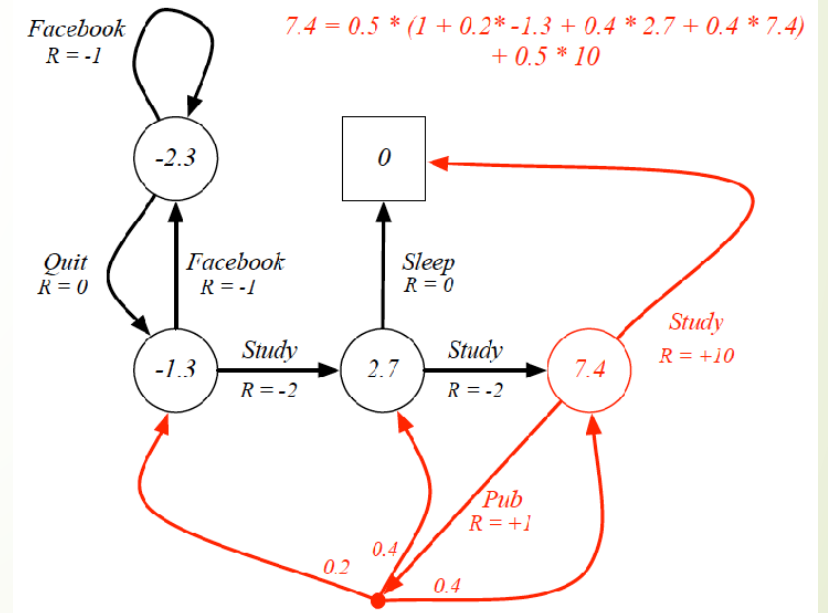 Facebook
R = -1
7.4 = 0.5 * (1 + 0.2* -1.3 + 0.4 * 2.7 + 0.4 * 7.4)
+ 0.5 * 10
-2.3
0
Quit
R = 0
Facebook
R = -1
Sleep
R = 0
Study
R = +10
-1.3
Study
R = -2
2.7
Study
R = -2
7.4
Pub
R = +1
0.2
0.4
0.4